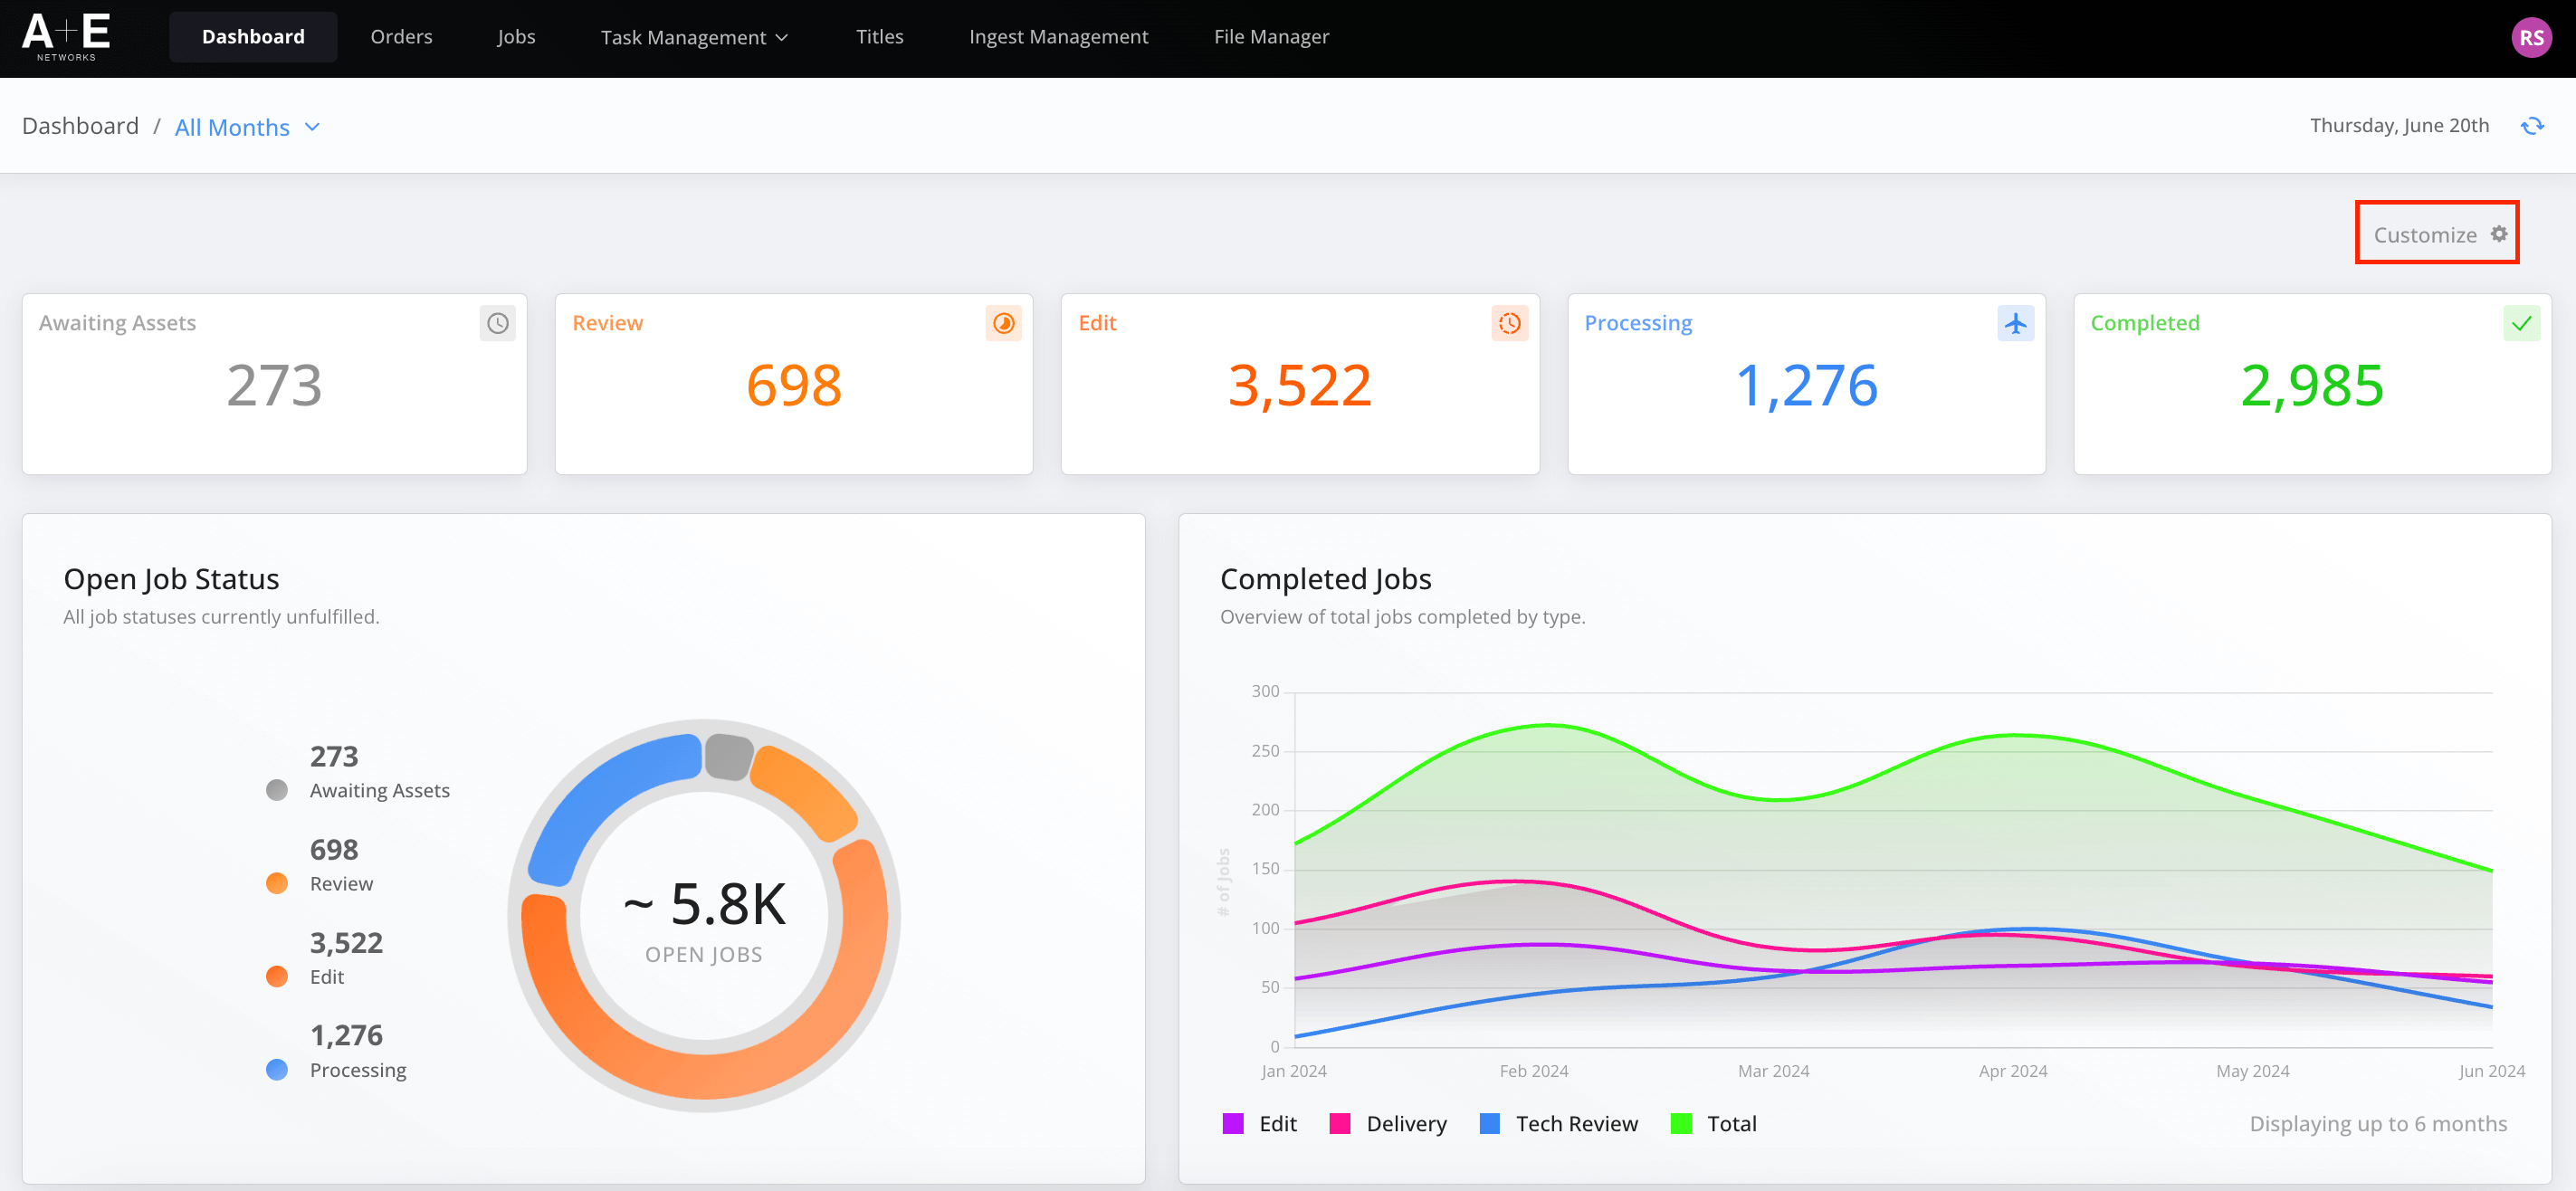 A+E
NETWORKS
Dashboard Orders Jobs Task Management Titles Ingest Management File Manager RS
Dashboard / All Months
Thursday, June 20th
Customize
Awaiting Assets
273
Review
698
Edit
3,522
Processing
1,276
Completed
2,985
Open Job Status
All job statuses currently unfulfilled.
273
Awaiting Assets
698
Review
3,522
Edit
1,276
Processing
~ 5.8K
OPEN JOBS
Completed Jobs
Overview of total jobs completed by type.
# of Jobs
300
250
200
150
100
50
0
Jan 2024 Feb 2024 Mar 2024 Apr 2024 May 2024 Jun 2024
Edit Delivery Tech Review Total
Displaying up to 6 months